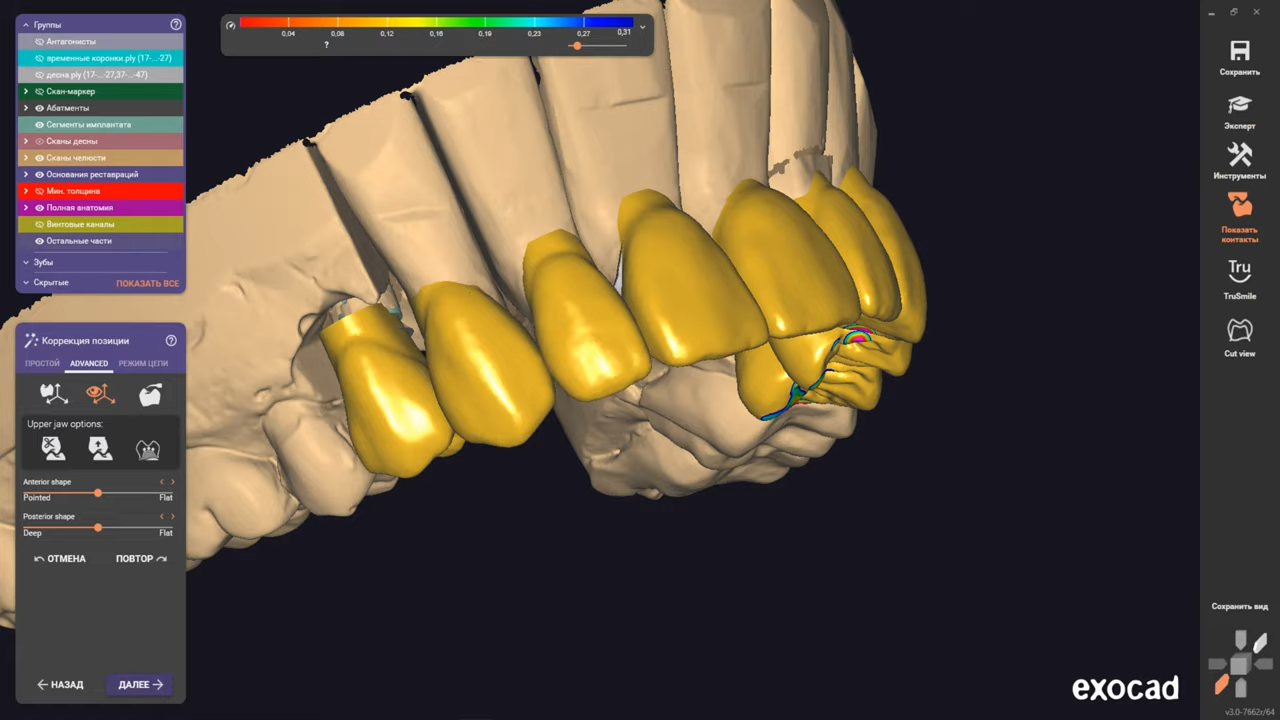 Группы
Антагонисты
временные коронки.ply (17-...-27)
десна.ply (17-...-27,37-...-47)
Скан-маркер
Абатменты
Сегменты имплантата
Сканы десны
Сканы челюсти
Основания реставраций
Мин. толщина
Полная анатомия
Винтовые каналы
Остальные части
Зубы
Скрытые
ПОКАЗАТЬ ВСЕ
0,04 0,08 0,12 0,16 0,19 0,23 0,27 0,31
?
Коррекция позиции
ПРОСТОЙ ADVANCED РЕЖИМ ЦЕПИ
Upper jaw options:
Anterior shape
Pointed Flat
Posterior shape
Deep Flat
ОТМЕНА ПОВТОР
НАЗАД ДАЛЕЕ
Сохранить
Эксперт
Инструменты
Показать
контакты
Tru
TruSmile
Cut view
Сохранить вид
exocad
v3.0-7662r/64